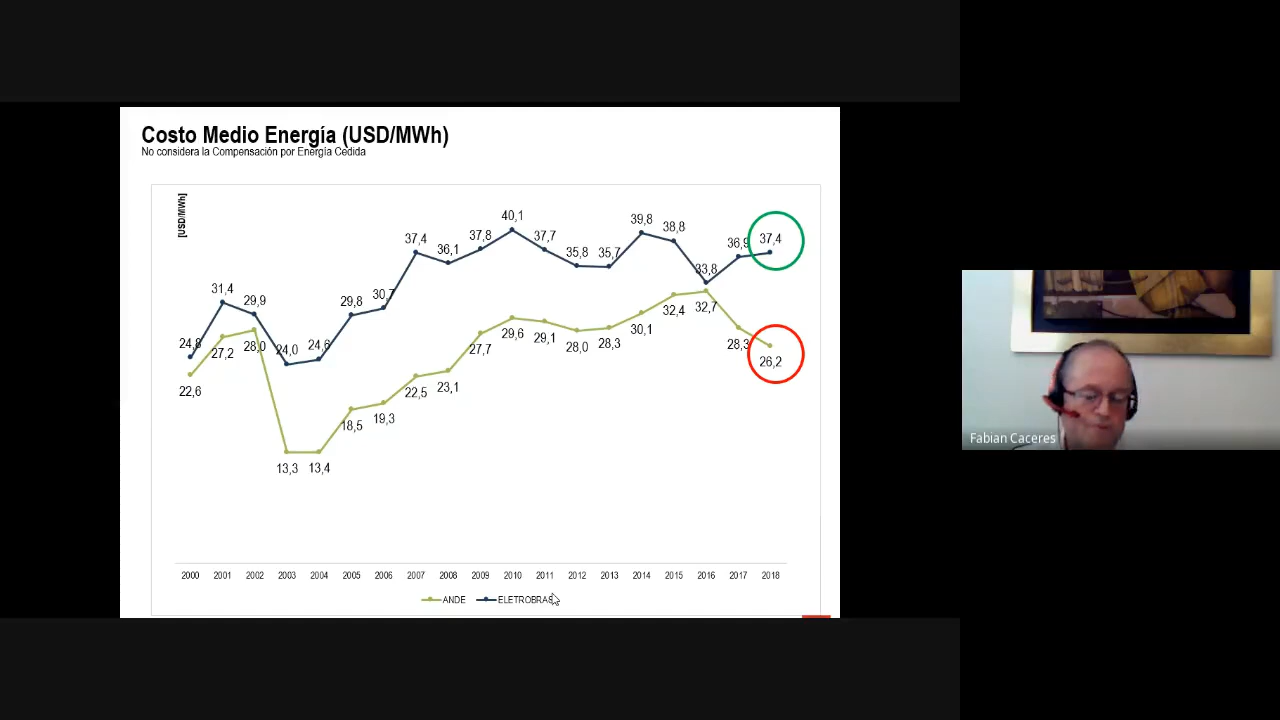 Costo Medio Energía (USD/MWh)
No considera la Compensación por Energía Cedida
[USD/MWh]
24,8 31,4 29,9 24,0 24,6 29,8 30,7 37,4 36,1 37,8 40,1 37,7 35,8 35,7 39,8 38,8 33,8 36,9 37,4
22,6 27,2 28,0 13,3 13,4 18,5 19,3 22,5 23,1 27,7 29,6 29,1 28,0 28,3 30,1 32,4 32,7 28,3 26,2
2000 2001 2002 2003 2004 2005 2006 2007 2008 2009 2010 2011 2012 2013 2014 2015 2016 2017 2018
ANDE ELETROBRAS
Fabian Caceres